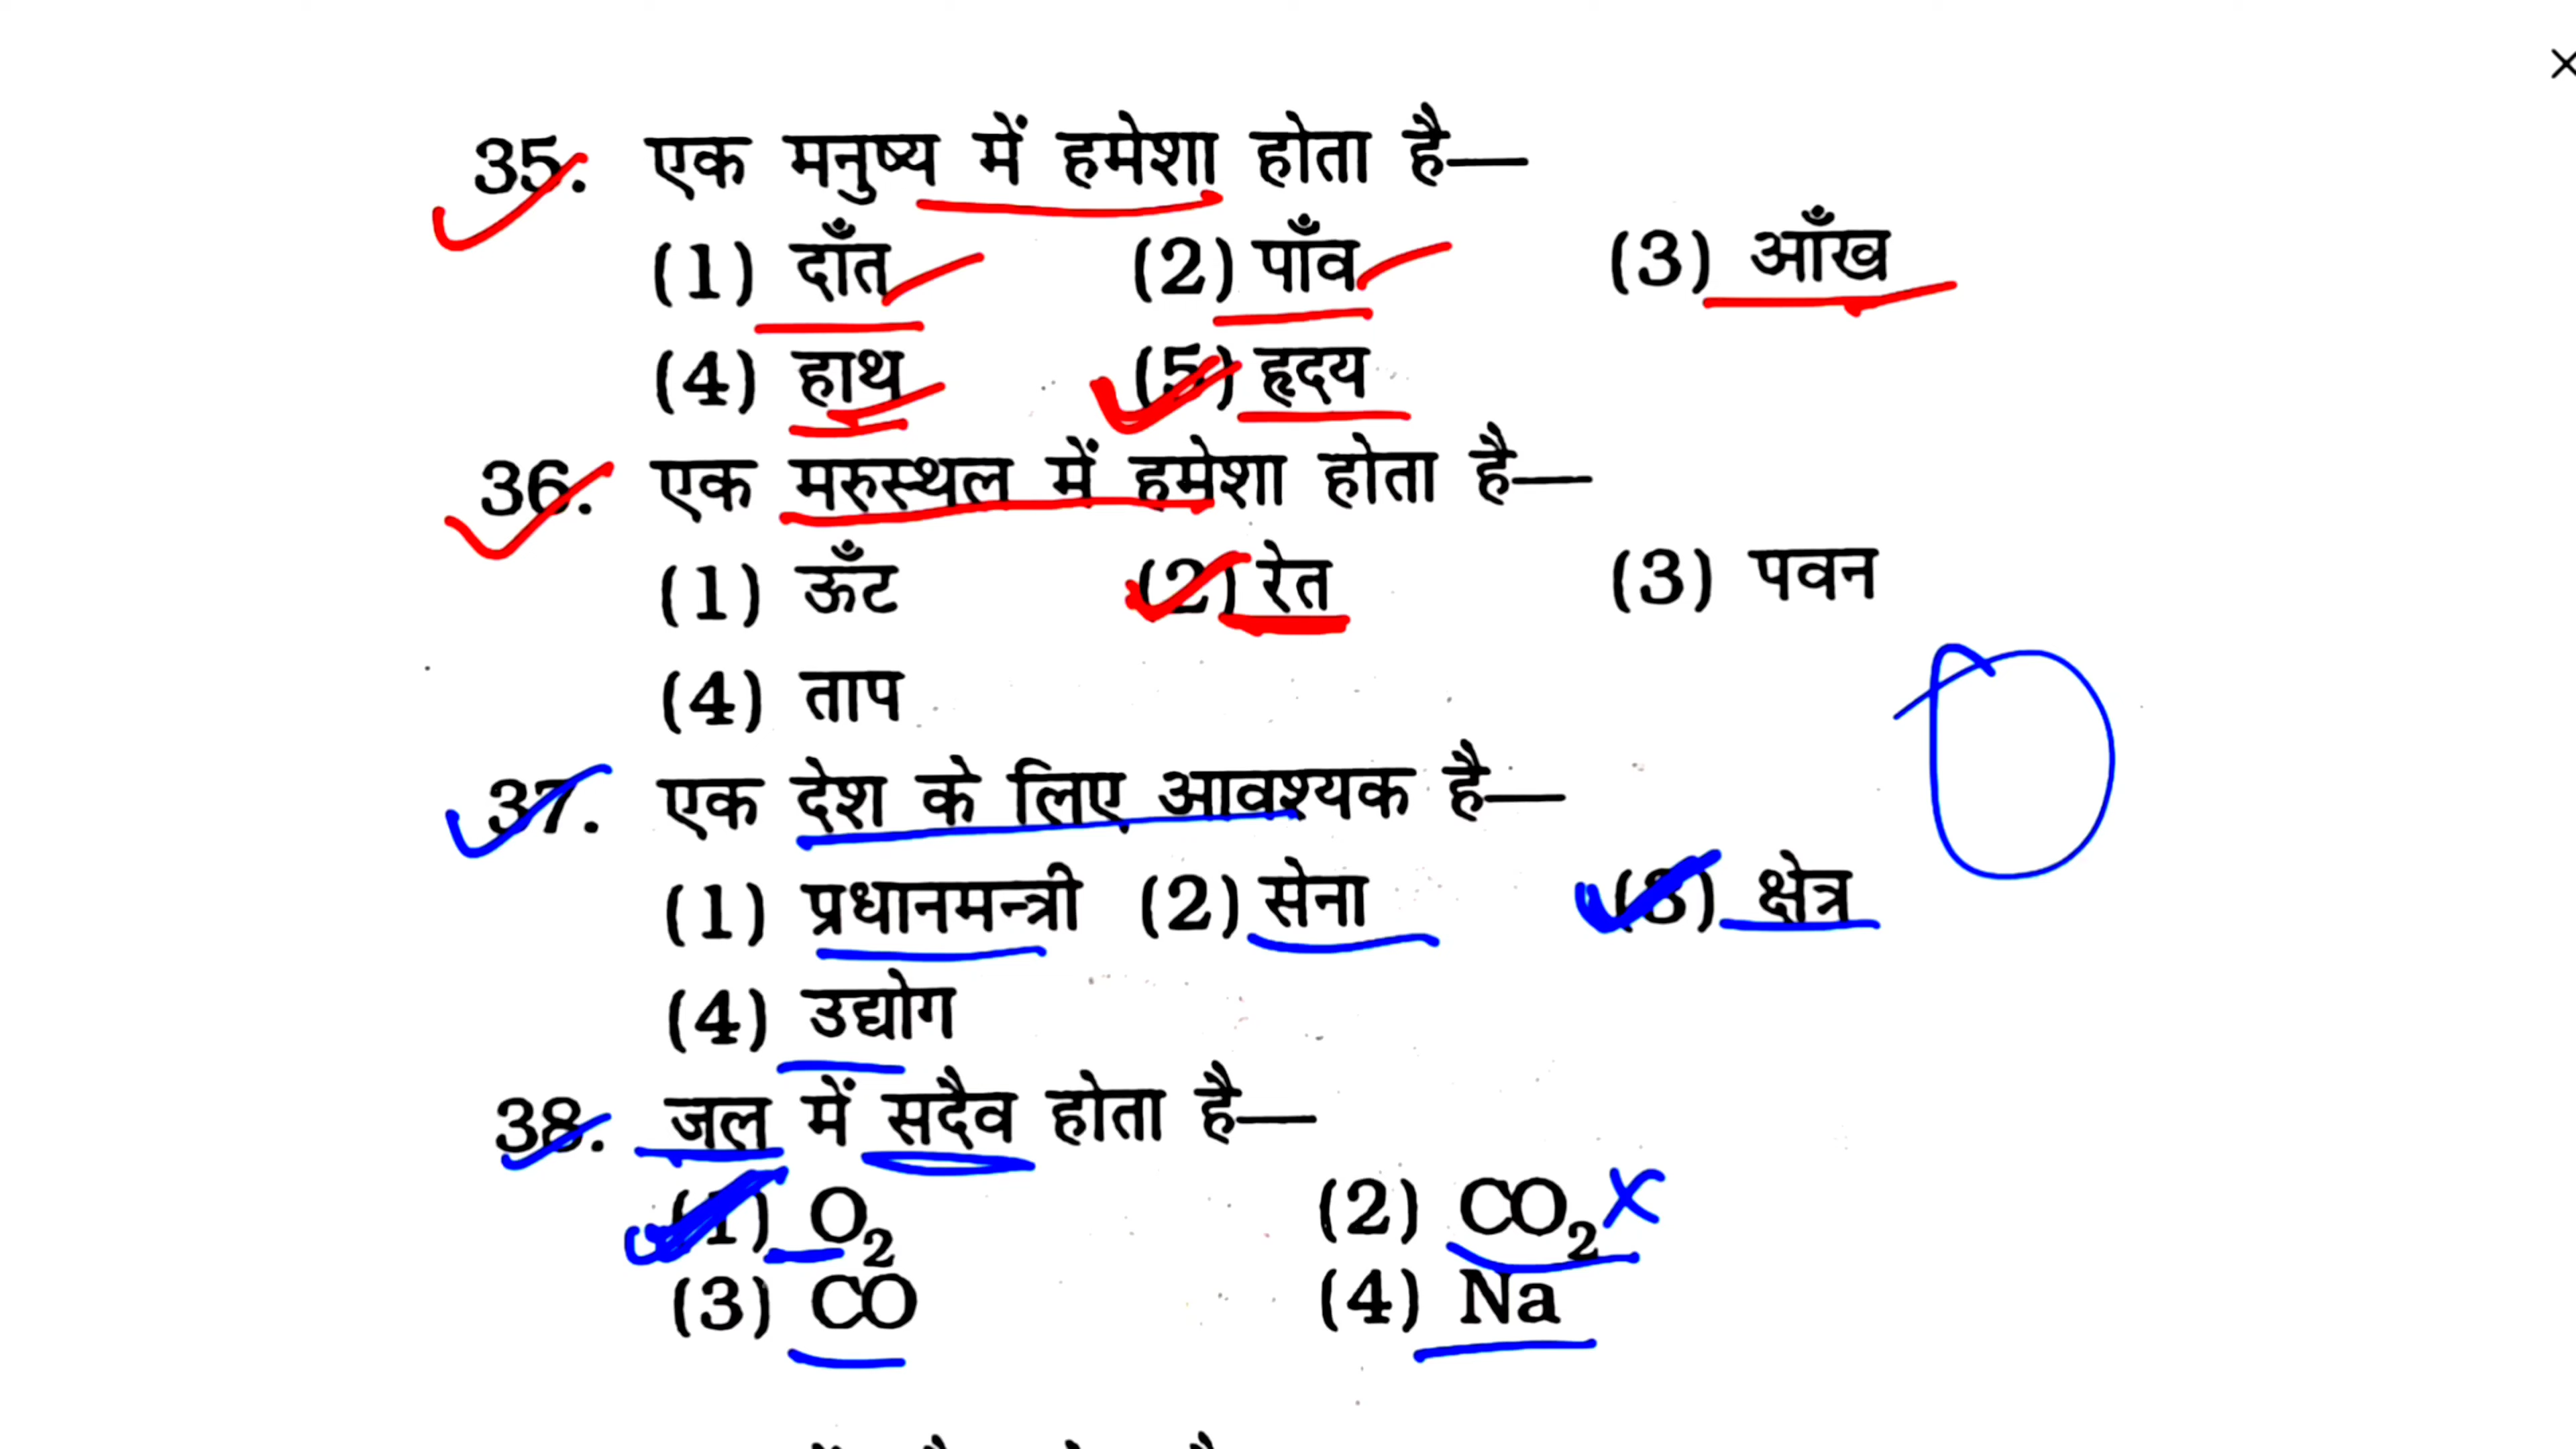 35. एक मनुष्य में हमेशा होता है—
(1) दाँत (2) पाँव (3) आँख
(4) हाथ (5) हृदय
36. एक मरुस्थल में हमेशा होता है—
(1) ऊँट (2) रेत (3) पवन
(4) ताप
37. एक देश के लिए आवश्यक है—
(1) प्रधानमन्त्री (2) सेना (3) क्षेत्र
(4) उद्योग
38. जल में सदैव होता है—
(1) O₂ (2) CO₂
(3) CO (4) Na